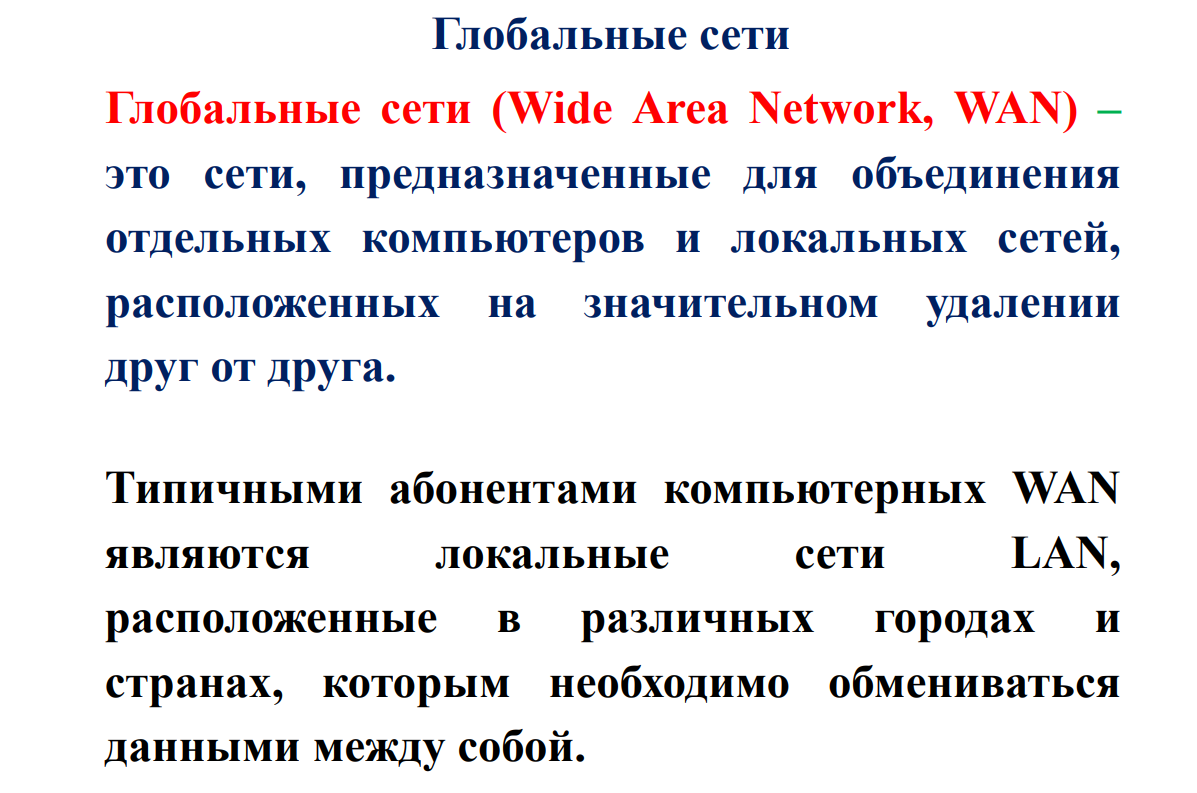 Глобальные сети
Глобальные сети (Wide Area Network, WAN) –
это сети, предназначенные для объединения
отдельных компьютеров и локальных сетей,
расположенных на значительном удалении
друг от друга.
Типичными абонентами компьютерных WAN
являются локальные сети LAN,
расположенные в различных городах и
странах, которым необходимо обмениваться
данными между собой.